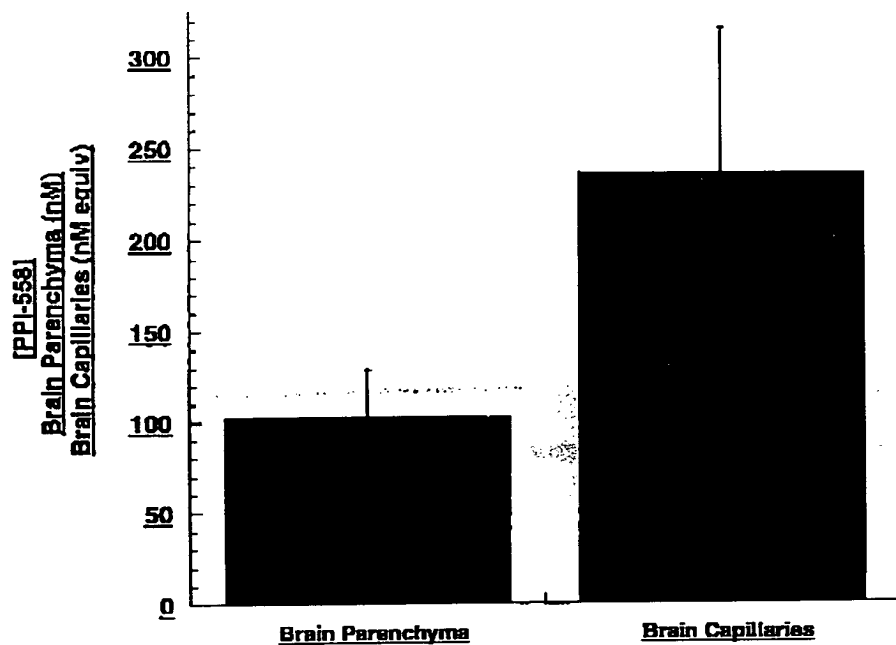 [PPI-558]
Brain Parenchyma (nM)
Brain Capillaries (nM equiv)
300
250
200
150
100
50
0
Brain Parenchyma
Brain Capillaries